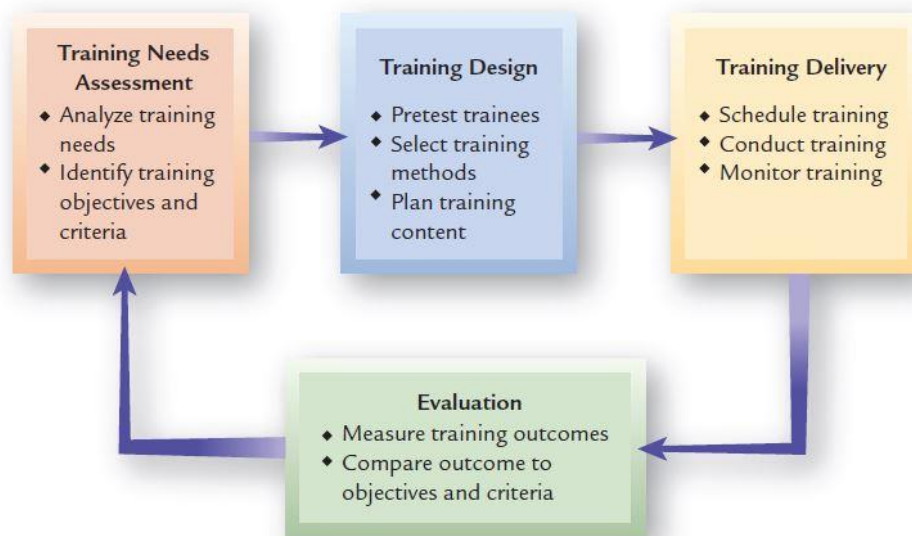 Training Needs
Assessment
◆ Analyze training
needs
◆ Identify training
objectives and
criteria
Training Design
◆ Pretest trainees
◆ Select training
methods
◆ Plan training
content
Training Delivery
◆ Schedule training
◆ Conduct training
◆ Monitor training
Evaluation
◆ Measure training outcomes
◆ Compare outcome to
objectives and criteria